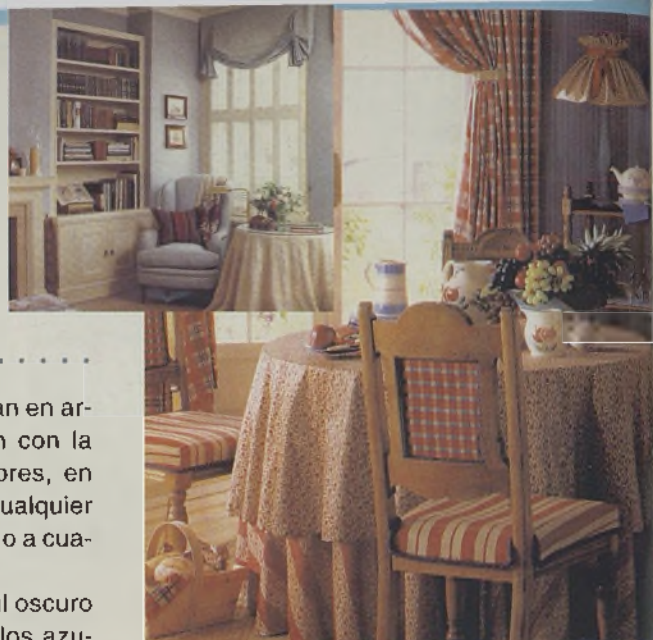 an en ar-
n con la
ores, en
ualquier
o a cua-
l oscuro
los azu-